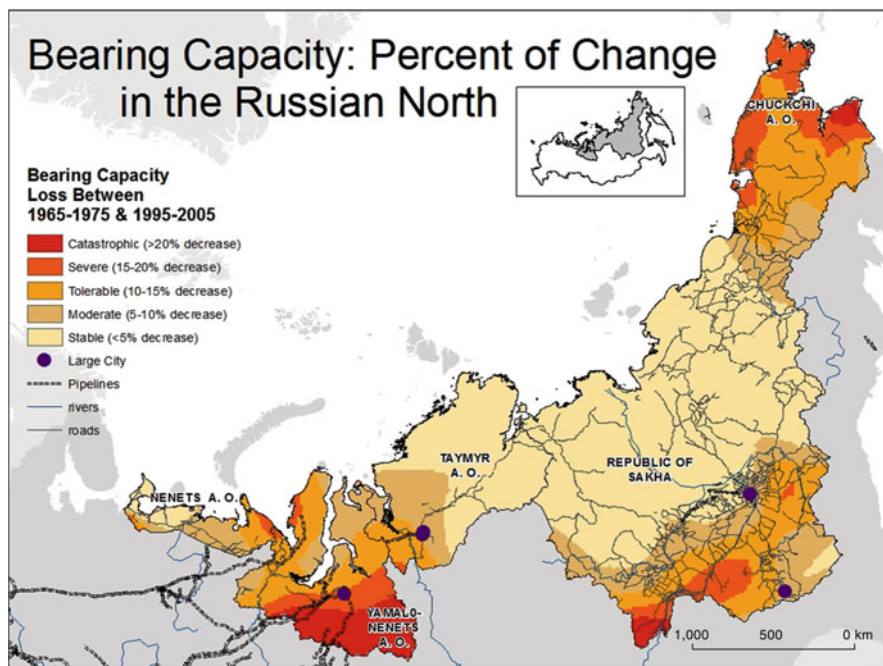 Bearing Capacity: Percent of Change
in the Russian North
CHUCKCHI
A. O.
Bearing Capacity
Loss Between
1965-1975 & 1995-2005
Catastrophic (>20% decrease)
Severe (15-20% decrease)
Tolerable (10-15% decrease)
Moderate (5-10% decrease)
Stable (<5% decrease)
Large City
Pipelines
rivers
roads
TAYMYR
A. O.
REPUBLIC OF
SAKHA
NENETS A. O.
YAMAL0-
NENETS
A. O.
1,000 500 0 km